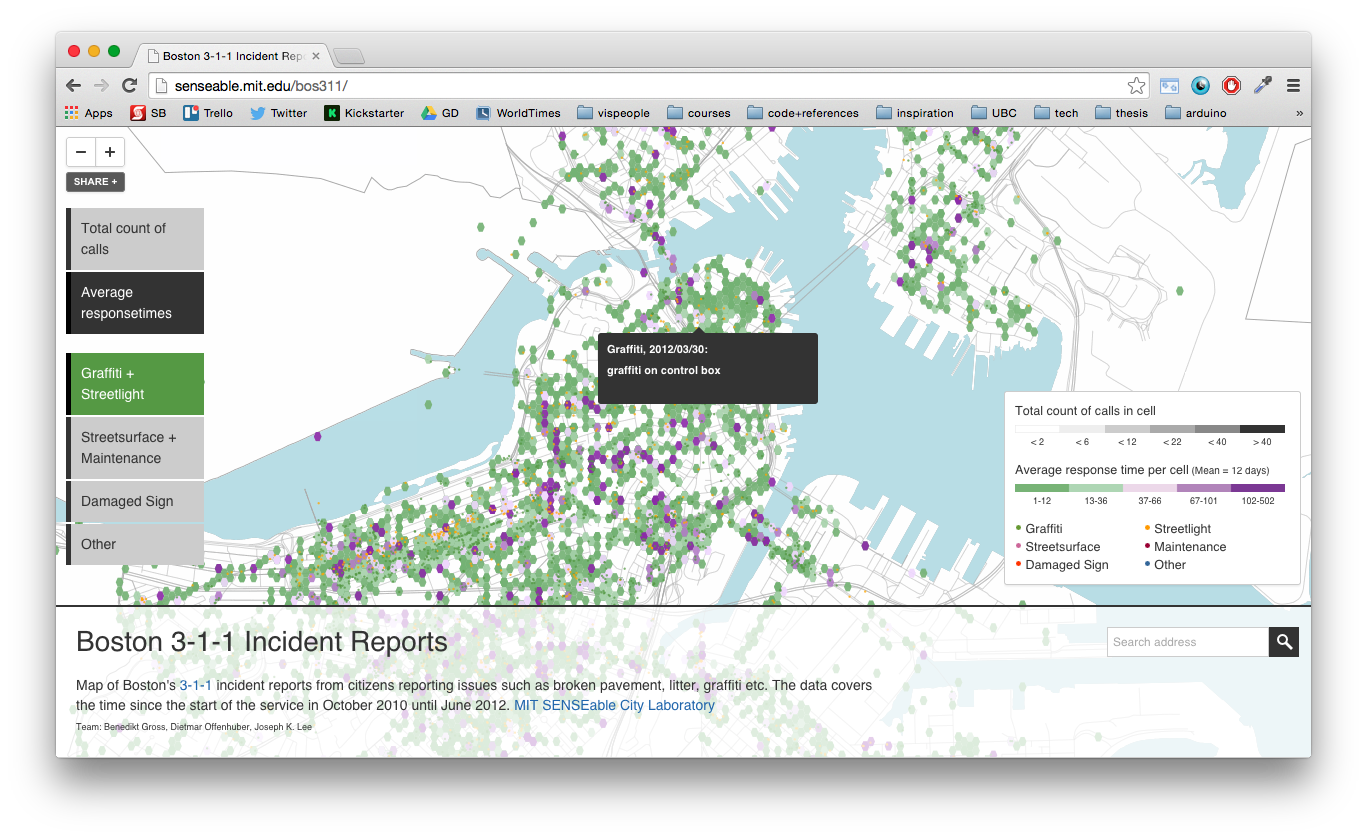 Boston 3-1-1 Incident Rep
senseable.mit.edu/bos311/
Apps SB Trello Twitter Kickstarter GD WorldTimes vispeople courses code+references inspiration UBC tech thesis arduino »
− +
SHARE +
Total count of
calls
Average
responsetimes
Graffiti +
Streetlight
Streetsurface +
Maintenance
Damaged Sign
Other
Graffiti, 2012/03/30:
graffiti on control box
Total count of calls in cell
< 2 < 6 < 12 < 22 < 40 > 40
Average response time per cell (Mean = 12 days)
1-12 13-36 37-66 67-101 102-502
Graffiti Streetlight
Streetsurface Maintenance
Damaged Sign Other
Boston 3-1-1 Incident Reports
Search address
Map of Boston's 3-1-1 incident reports from citizens reporting issues such as broken pavement, litter, graffiti etc. The data covers
the time since the start of the service in October 2010 until June 2012. MIT SENSEable City Laboratory
Team: Benedikt Gross, Dietmar Offenhuber, Joseph K. Lee